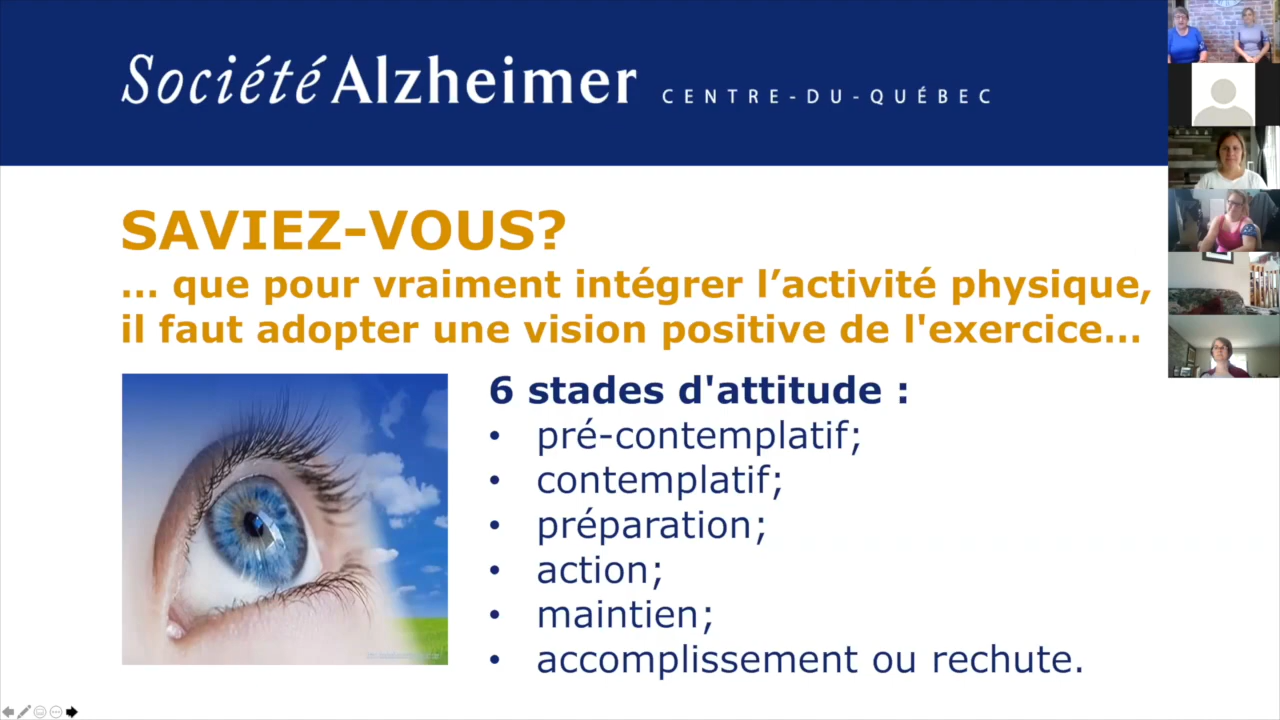 Société Alzheimer CENTRE-DU-QUÉBEC
SAVIEZ-VOUS?
... que pour vraiment intégrer l’activité physique,
il faut adopter une vision positive de l'exercice...
6 stades d'attitude :
• pré-contemplatif;
• contemplatif;
• préparation;
• action;
• maintien;
• accomplissement ou rechute.